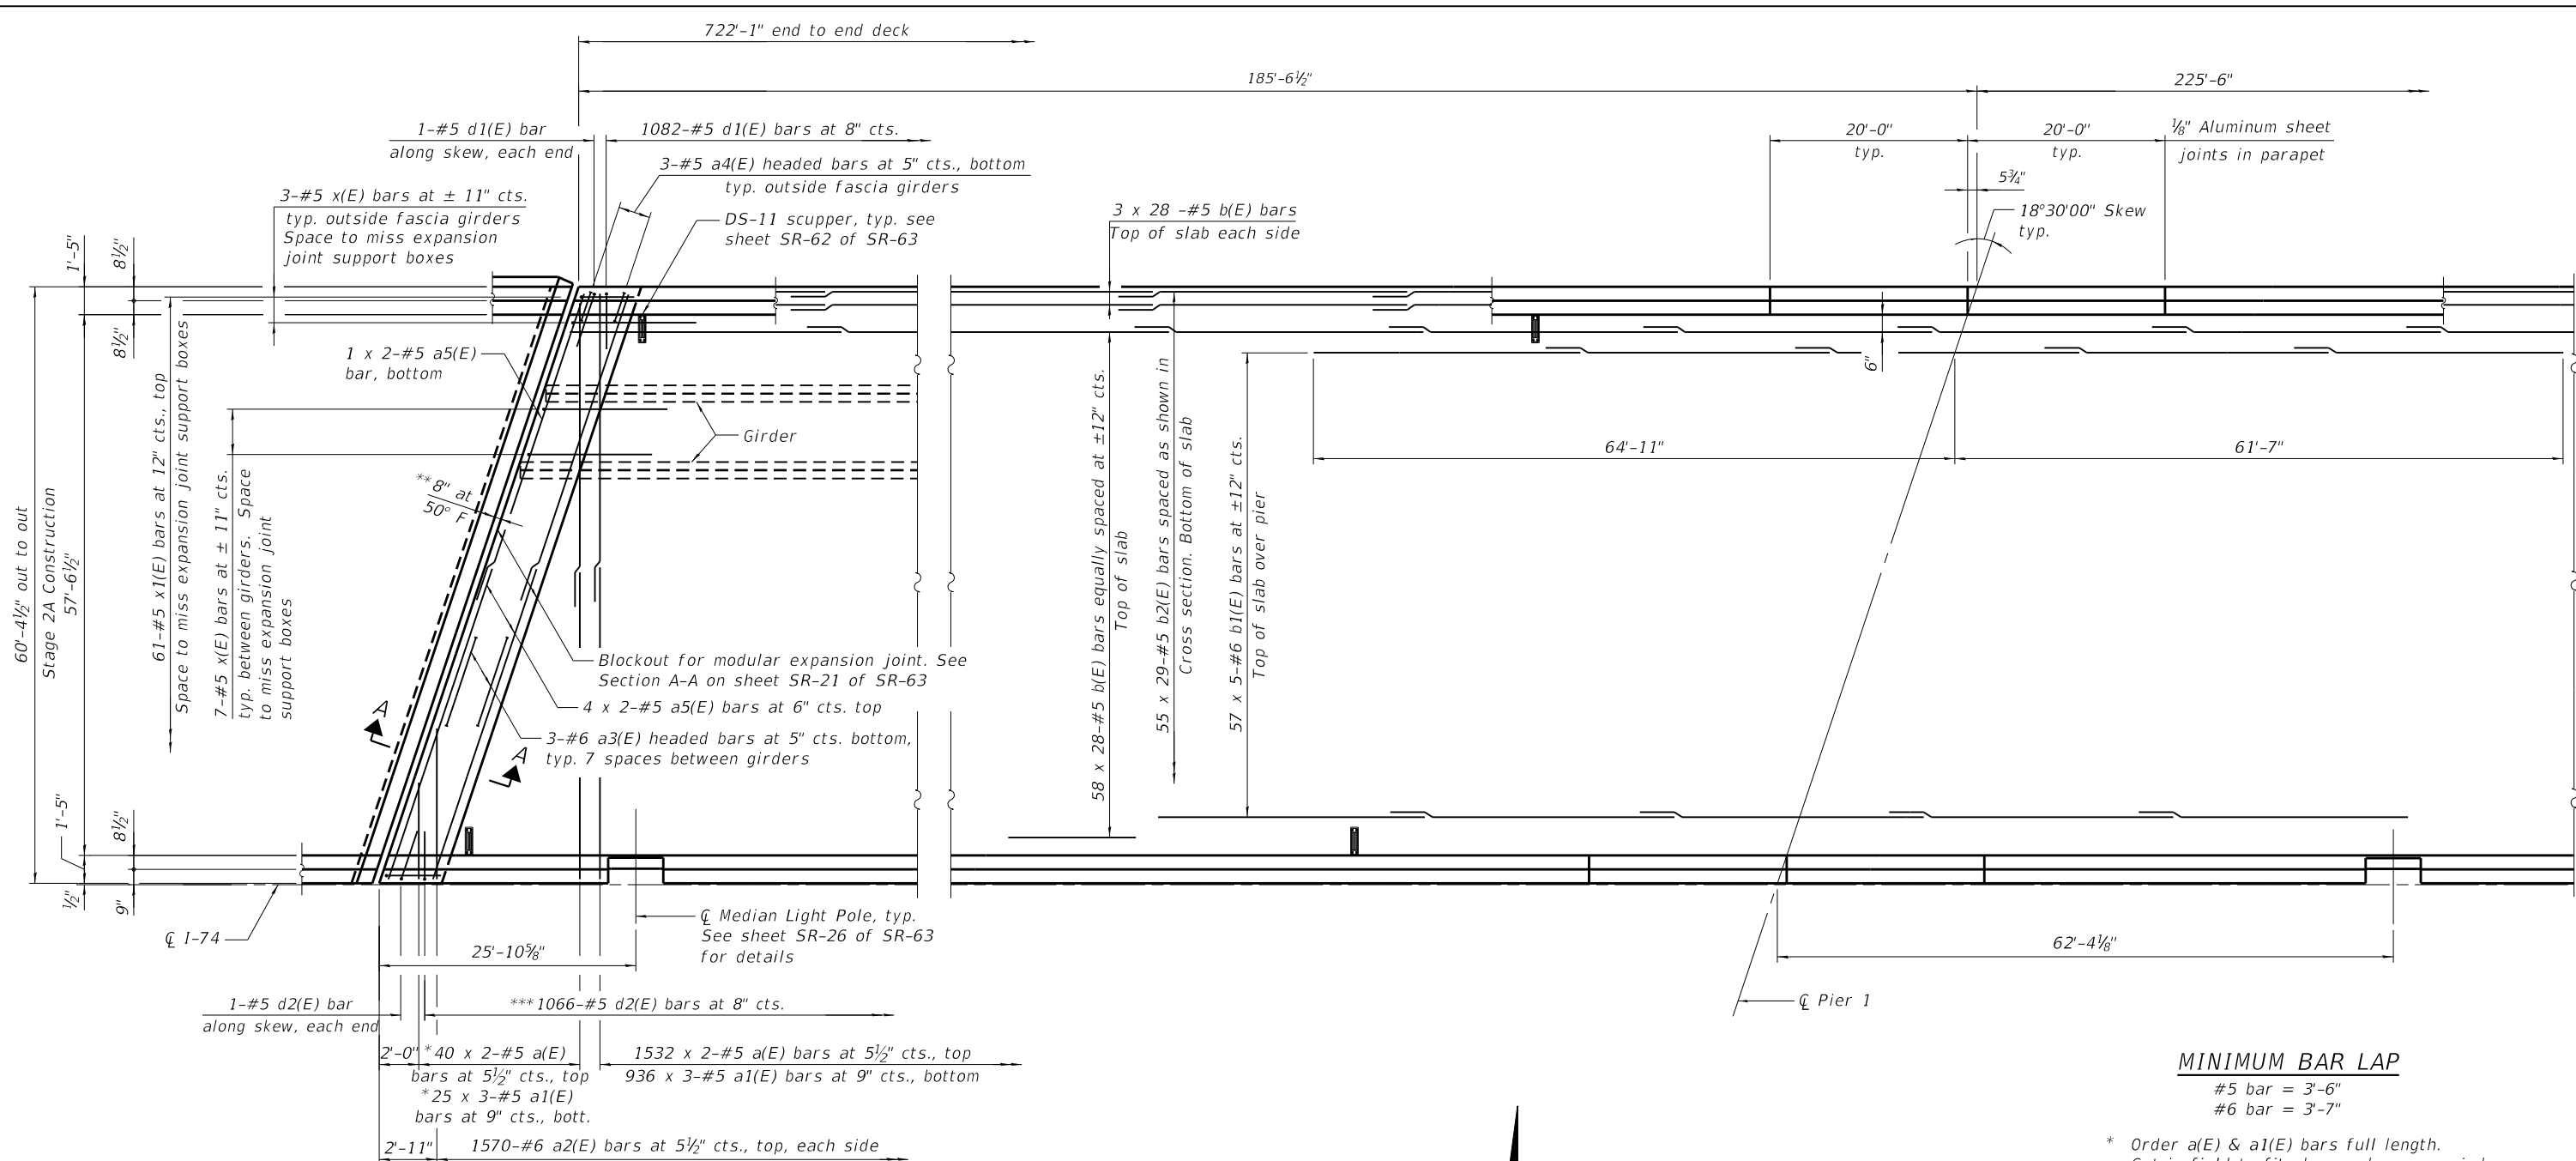 722'-1" end to end deck
185'-6½"
225'-6"
1-#5 d1(E) bar
along skew, each end
1082-#5 d1(E) bars at 8" cts.
20'-0"
typ.
20'-0"
typ.
⅛" Aluminum sheet
joints in parapet
3-#5 a4(E) headed bars at 5" cts., bottom
typ. outside fascia girders
5¾"
3-#5 x(E) bars at ± 11" cts.
typ. outside fascia girders
Space to miss expansion
joint support boxes
DS-11 scupper, typ. see
sheet SR-62 of SR-63
3 x 28 -#5 b(E) bars
Top of slab each side
18°30'00" Skew
typ.
1'-5"
8½"
8½"
1 x 2-#5 a5(E)
bar, bottom
6"
Girder
64'-11"
61'-7"
**8" at
50° F
60'-4½" out to out
Stage 2A Construction
57'-6½"
61-#5 x1(E) bars at 12" cts., top
Space to miss expansion joint support boxes
7-#5 x(E) bars at ± 11" cts.
typ. between girders. Space
to miss expansion joint
support boxes
58 x 28-#5 b(E) bars equally spaced at ±12" cts.
Top of slab
55 x 29-#5 b2(E) bars spaced as shown in
Cross section. Bottom of slab
57 x 5-#6 b1(E) bars at ±12" cts.
Top of slab over pier
Blockout for modular expansion joint. See
Section A-A on sheet SR-21 of SR-63
4 x 2-#5 a5(E) bars at 6" cts. top
3-#6 a3(E) headed bars at 5" cts. bottom,
typ. 7 spaces between girders
A
A
1'-5"
8½"
½"
9"
℄ I-74
℄ Median Light Pole, typ.
See sheet SR-26 of SR-63
for details
25'-10⅝"
62'-4⅛"
℄ Pier 1
1-#5 d2(E) bar
along skew, each end
***1066-#5 d2(E) bars at 8" cts.
2'-0"
*40 x 2-#5 a(E)
bars at 5½" cts., top
*25 x 3-#5 a1(E)
bars at 9" cts., bott.
1532 x 2-#5 a(E) bars at 5½" cts., top
936 x 3-#5 a1(E) bars at 9" cts., bottom
2'-11"
1570-#6 a2(E) bars at 5½" cts., top, each side
MINIMUM BAR LAP
#5 bar = 3'-6"
#6 bar = 3'-7"
* Order a(E) & a1(E) bars full length.